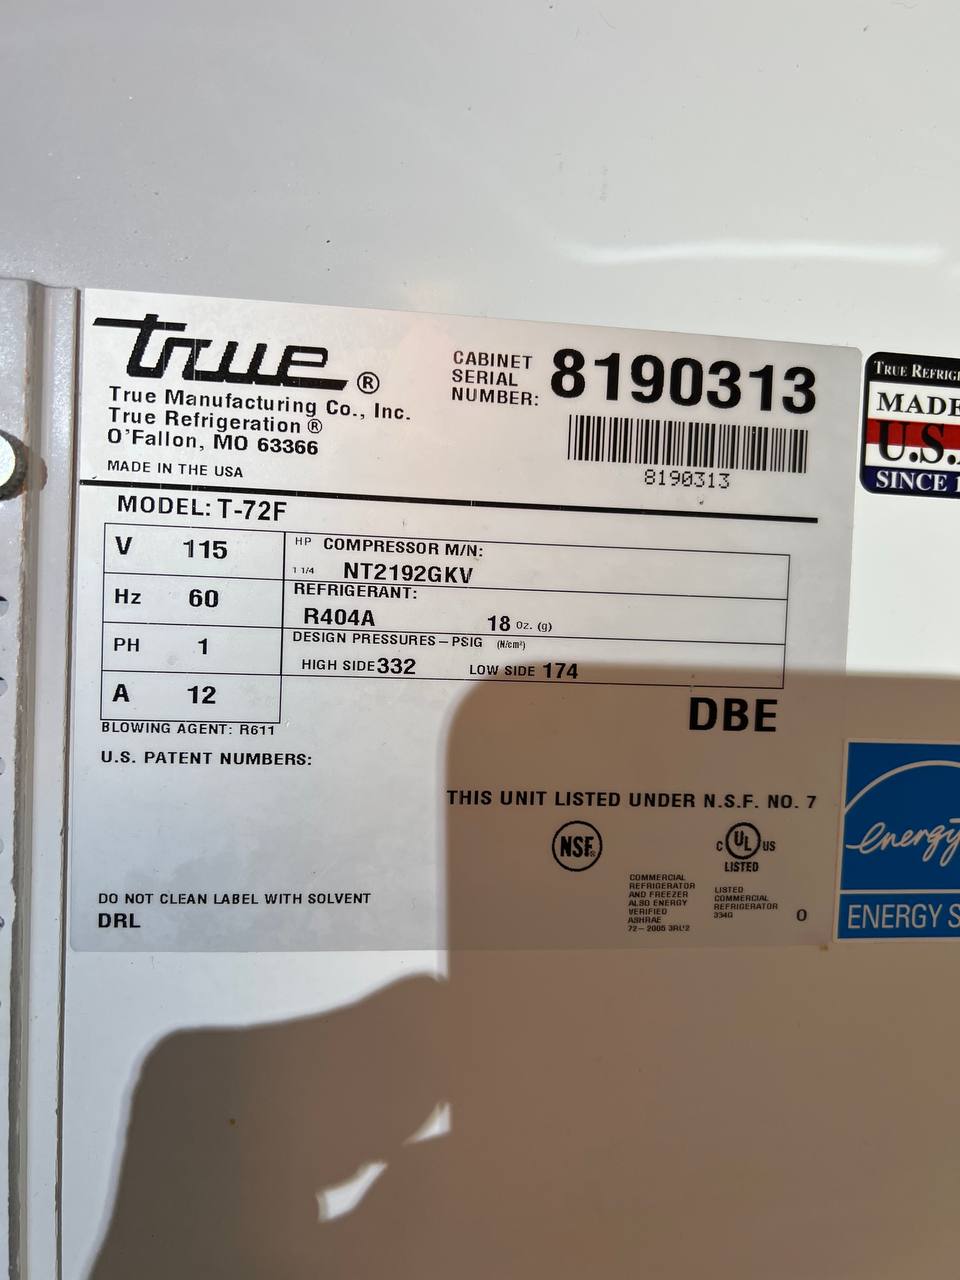 true ®
True Manufacturing Co., Inc.
True Refrigeration ®
O'Fallon, MO 63366
MADE IN THE USA
CABINET
SERIAL
NUMBER: 8190313
8190313
TRUE
MADE
U.S.
SINCE
MODEL: T-72F
V 115
Hz 60
PH 1
A 12
HP COMPRESSOR M/N:
1 1/4 NT2192GKV
REFRIGERANT:
R404A 18 Oz. (g)
DESIGN PRESSURES–PSIG (N/cm²)
HIGH SIDE 332 LOW SIDE 174
BLOWING AGENT: R611
DBE
U.S. PATENT NUMBERS:
THIS UNIT LISTED UNDER N.S.F. NO. 7
NSF
C UL US
LISTED
COMMERCIAL
REFRIGERATOR
AND FREEZER
ALSO ENERGY
VERIFIED
ASHRAE
72–2005
LISTED
COMMERCIAL
REFRIGERATOR
334G
O
DO NOT CLEAN LABEL WITH SOLVENT
DRL
energy
ENERGY S